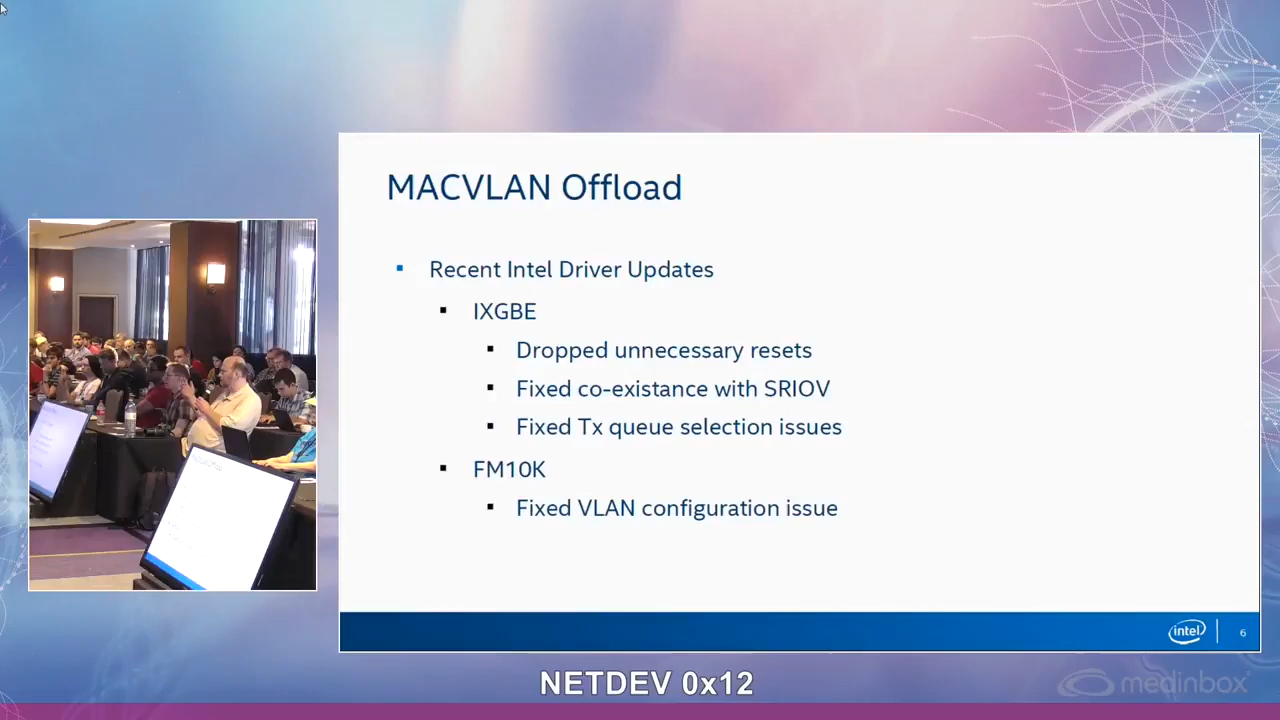 MACVLAN Offload
Recent Intel Driver Updates
IXGBE
Dropped unnecessary resets
Fixed co-existance with SRIOV
Fixed Tx queue selection issues
FM10K
Fixed VLAN configuration issue
intel
6
NETDEV 0x12
medinbox